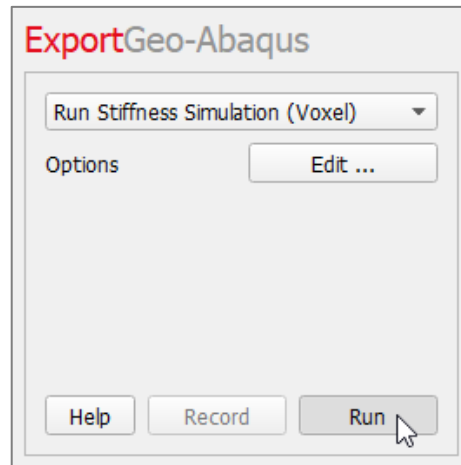 ExportGeo-Abaqus
Run Stiffness Simulation (Voxel)
Options Edit ...
Help Record Run